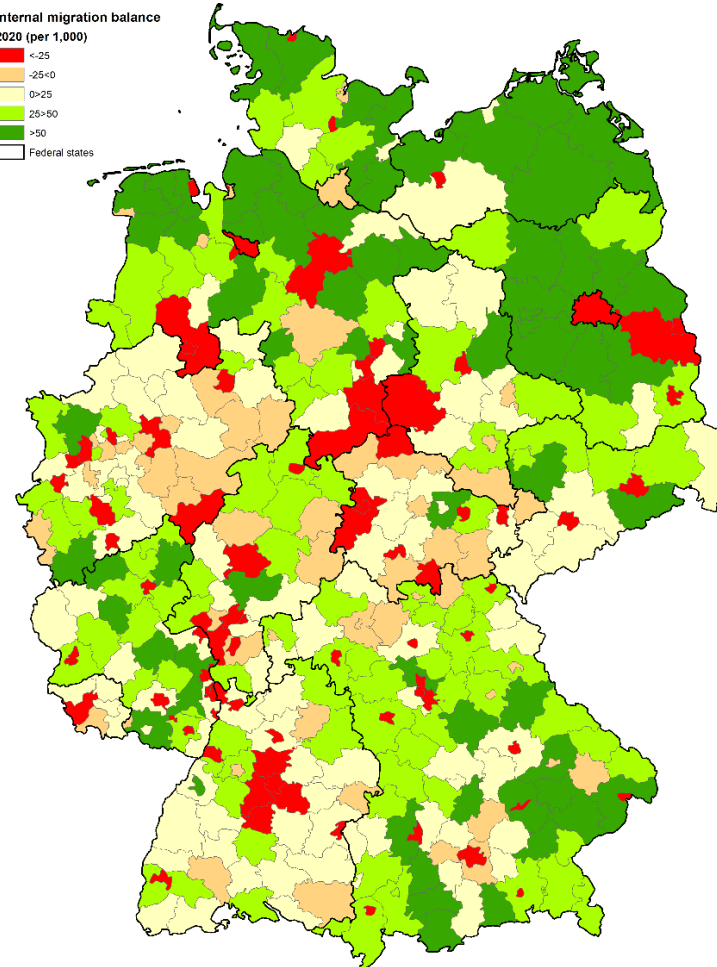 nternal migration balance
2020 (per 1,000)
<-25
-25<0
0>25
25>50
>50
Federal states